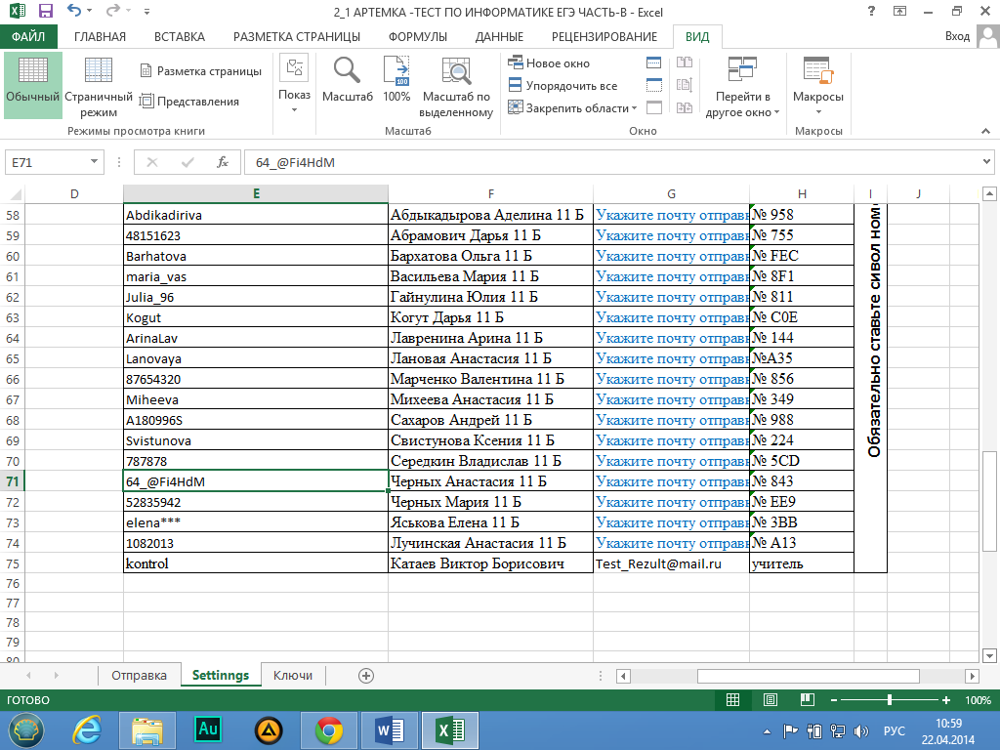 2_1 АРТЕМКА -ТЕСТ ПО ИНФОРМАТИКЕ ЕГЭ ЧАСТЬ-В - Excel
ФАЙЛ ГЛАВНАЯ ВСТАВКА РАЗМЕТКА СТРАНИЦЫ ФОРМУЛЫ ДАННЫЕ РЕЦЕНЗИРОВАНИЕ ВИД Вход
Обычный Страничный режим Разметка страницы Представления
Показ Масштаб 100% Масштаб по выделенному
Новое окно Упорядочить все Закрепить области
Перейти в другое окно Макросы
Режимы просмотра книги Масштаб Окно Макросы
E71 fx 64_@Fi4HdM
D E F G H I J
58 Abdikadiriva Абдыкадырова Аделина 11 Б Укажите почту отправ № 958
59 48151623 Абрамович Дарья 11 Б Укажите почту отправ № 755
60 Barhatova Бархатова Ольга 11 Б Укажите почту отправ № FEC
61 maria_vas Васильева Мария 11 Б Укажите почту отправ № 8F1
62 Julia_96 Гайнулина Юлия 11 Б Укажите почту отправ № 811
63 Kogut Когут Дарья 11 Б Укажите почту отправ № C0E
64 ArinaLav Лавренина Арина 11 Б Укажите почту отправ № 144
65 Lanovaya Лановая Анастасия 11 Б Укажите почту отправ №A35
66 87654320 Марченко Валентина 11 Б Укажите почту отправ № 856
67 Miheeva Михеева Анастасия 11 Б Укажите почту отправ № 349
68 A180996S Сахаров Андрей 11 Б Укажите почту отправ № 988
69 Svistunova Свистунова Ксения 11 Б Укажите почту отправ № 224
70 787878 Середкин Владислав 11 Б Укажите почту отправ № 5CD
71 64_@Fi4HdM Черных Анастасия 11 Б Укажите почту отправ № 843
72 52835942 Черных Мария 11 Б Укажите почту отправ № EE9
73 elena*** Яськова Елена 11 Б Укажите почту отправ № 3BB
74 1082013 Лучинская Анастасия 11 Б Укажите почту отправ № A13
75 kontrol Катаев Виктор Борисович Test_Rezult@mail.ru учитель
Обязательно ставьте сивол ном
76
77
78
79
80
Отправка Settinngs Ключи
ГОТОВО 100%
Au
РУС 10:59
22.04.2014